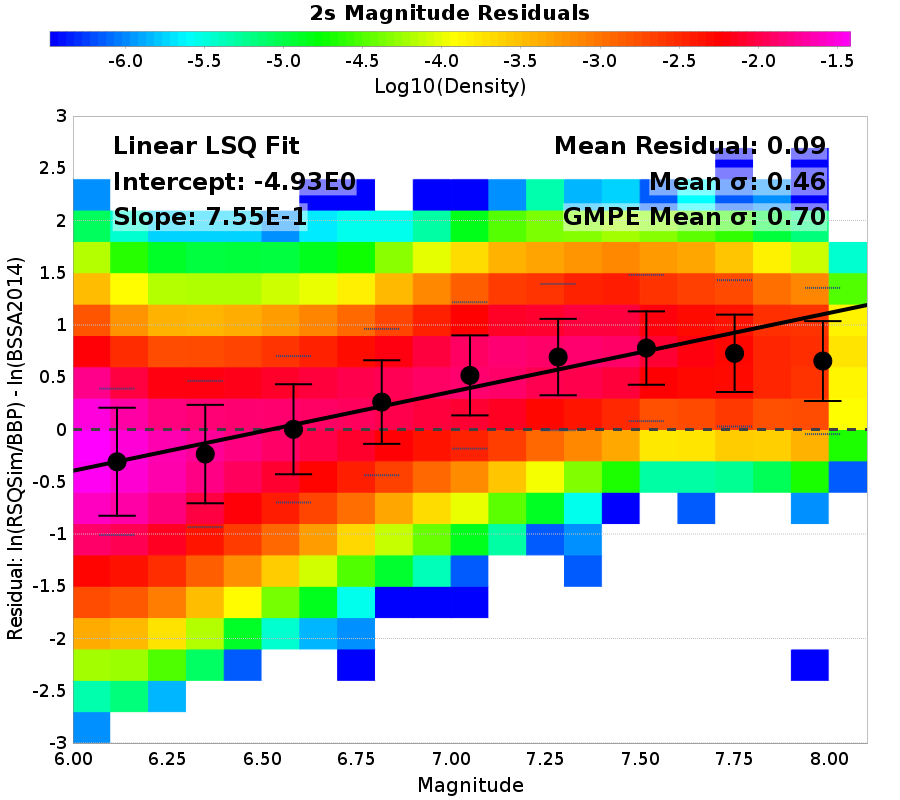 2s Magnitude Residuals
-6.0 -5.5 -5.0 -4.5 -4.0 -3.5 -3.0 -2.5 -2.0 -1.5
Log10(Density)
3
2.5
2
1.5
1
0.5
0
-0.5
-1
-1.5
-2
-2.5
-3
Residual: ln(RSQSim/BBP) - ln(BSSA2014)
Linear LSQ Fit
Intercept: -4.93E0
Slope: 7.55E-1
Mean Residual: 0.09
Mean σ: 0.46
GMPE Mean σ: 0.70
6.00 6.25 6.50 6.75 7.00 7.25 7.50 7.75 8.00
Magnitude